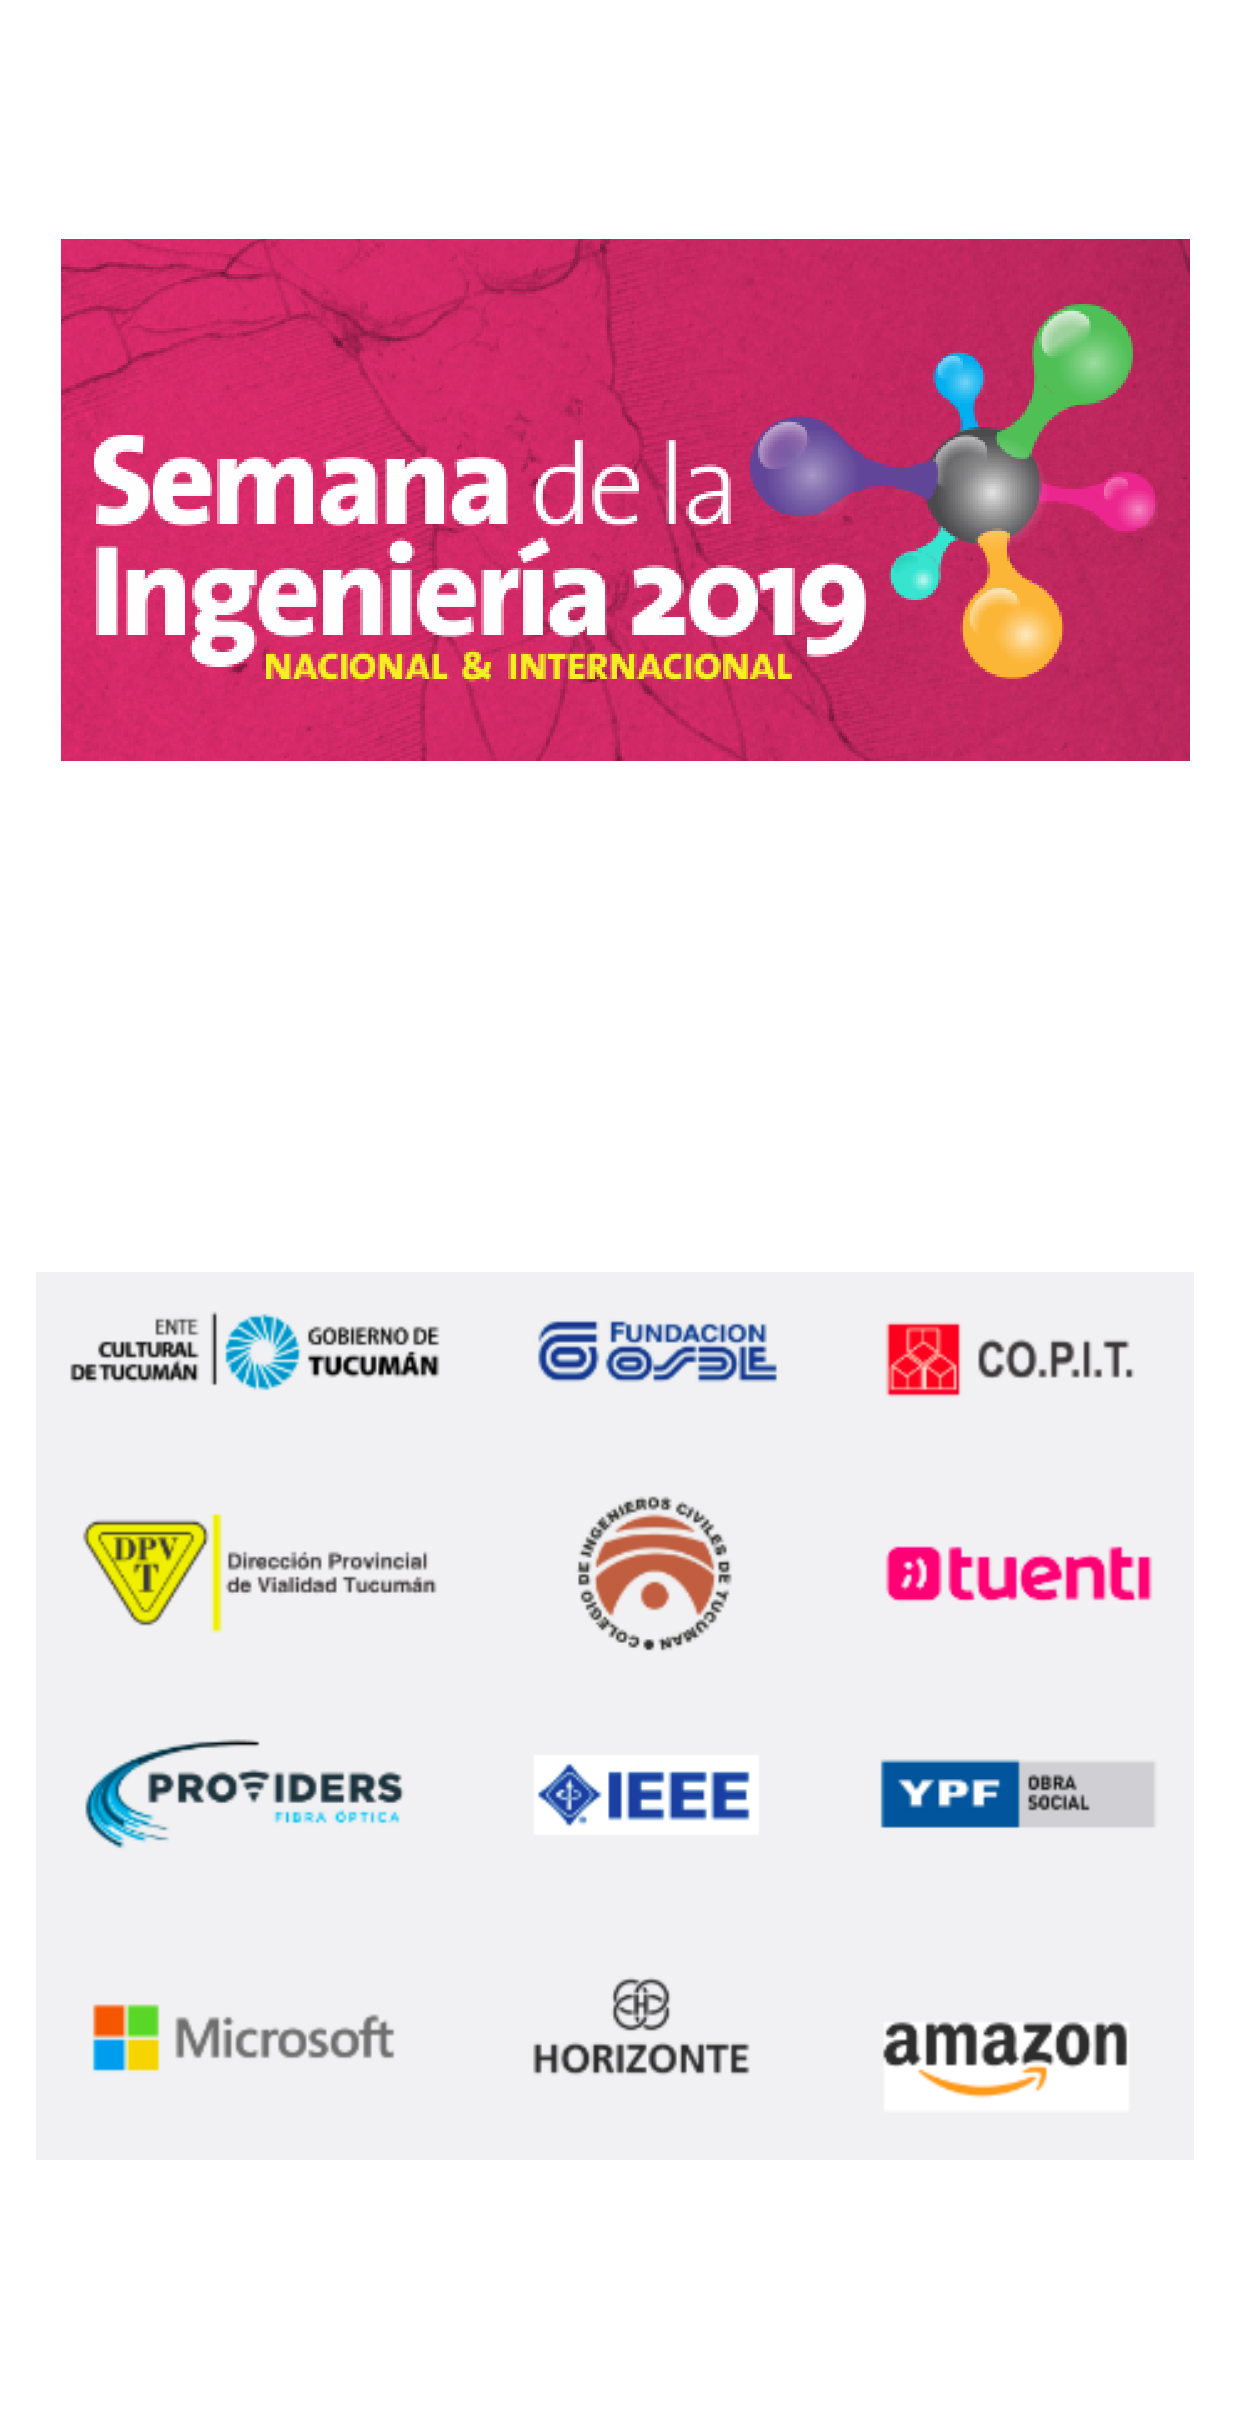 Semana de la
Ingeniería 2019
NACIONAL & INTERNACIONAL
ENTE
CULTURAL
DE TUCUMÁN
GOBIERNO DE
TUCUMÁN
FUNDACION
OSDE
CO.P.I.T.
DPV
T
Dirección Provincial
de Vialidad Tucumán
COLEGIO DE INGENIEROS CIVILES DE TUCUMAN
tuenti
PROVIDERS
FIBRA ÓPTICA
IEEE
YPF
OBRA
SOCIAL
Microsoft
HORIZONTE
amazon